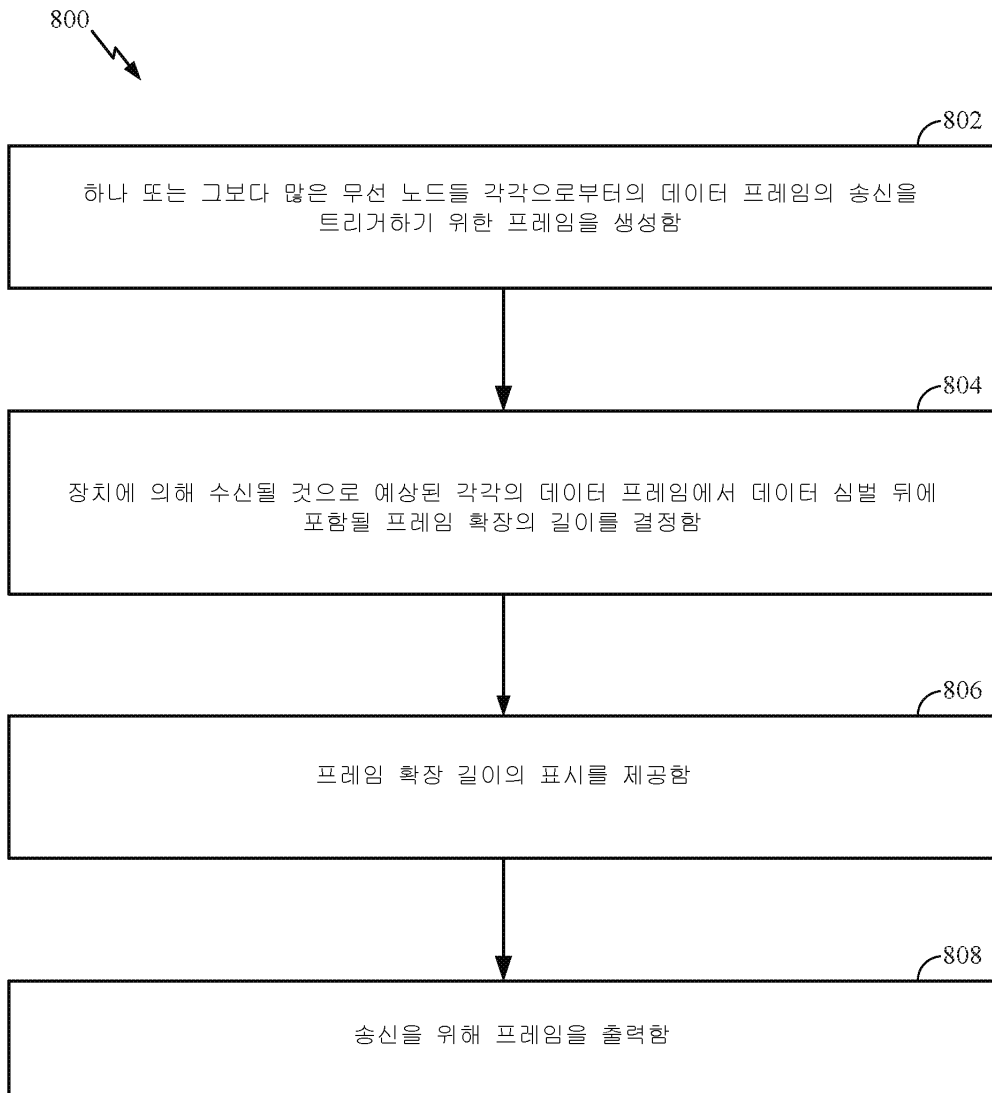 800
802
하나 또는 그보다 많은 무선 노드들 각각으로부터의 데이터 프레임의 송신을
트리거하기 위한 프레임을 생성함
804
장치에 의해 수신될 것으로 예상된 각각의 데이터 프레임에서 데이터 심벌 뒤에
포함될 프레임 확장의 길이를 결정함
806
프레임 확장 길이의 표시를 제공함
808
송신을 위해 프레임을 출력함